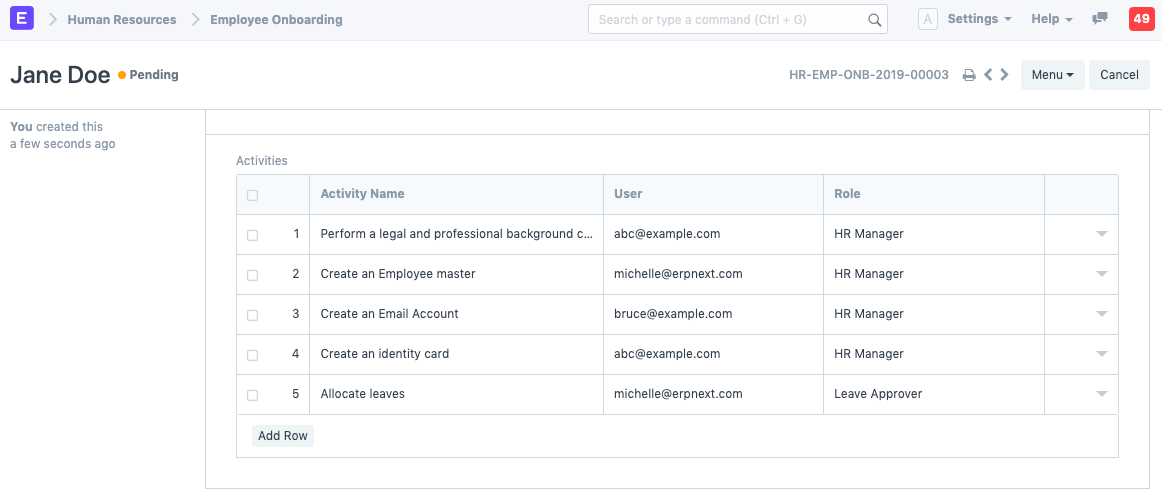 E Human Resources Employee Onboarding Search or type a command (Ctrl + G) A Settings Help 49
Jane Doe Pending HR-EMP-ONB-2019-00003 Menu Cancel
You created this
a few seconds ago
Activities
Activity Name User Role
1 Perform a legal and professional background c... abc@example.com HR Manager
2 Create an Employee master michelle@erpnext.com HR Manager
3 Create an Email Account bruce@example.com HR Manager
4 Create an identity card abc@example.com HR Manager
5 Allocate leaves michelle@erpnext.com Leave Approver
Add Row